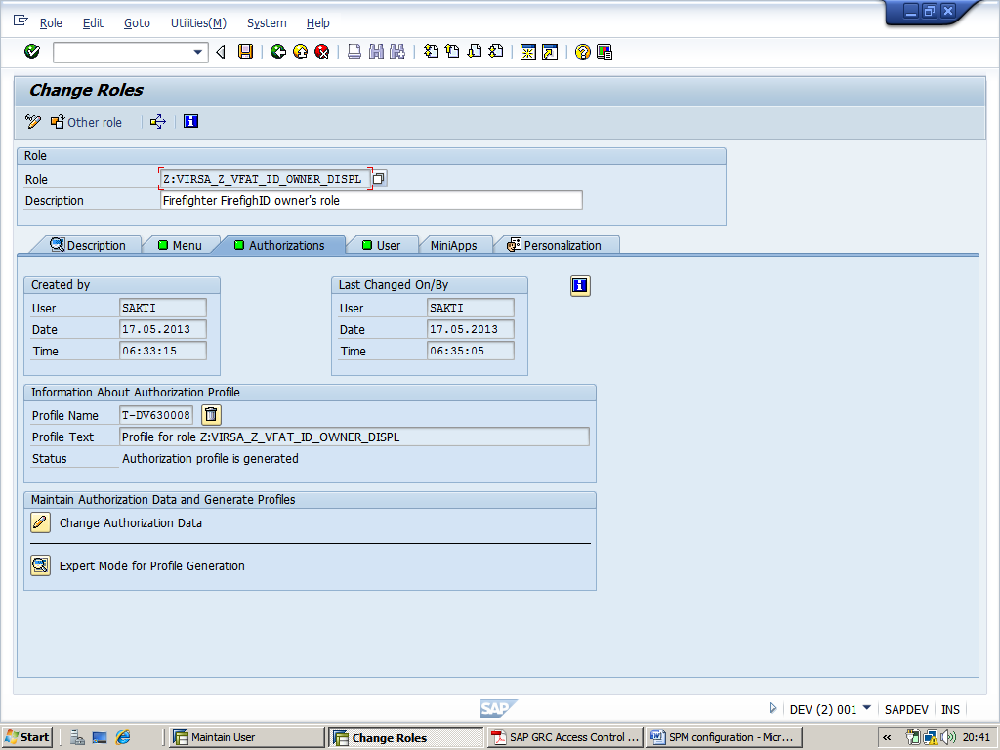 Role Edit Goto Utilities(M) System Help
Change Roles
Other role
Role
Role Z:VIRSA_Z_VFAT_ID_OWNER_DISPL
Description Firefighter FirefighID owner's role
Description Menu Authorizations User MiniApps Personalization
Created by Last Changed On/By
User SAKTI User SAKTI
Date 17.05.2013 Date 17.05.2013
Time 06:33:15 Time 06:35:05
Information About Authorization Profile
Profile Name T-DV630008
Profile Text Profile for role Z:VIRSA_Z_VFAT_ID_OWNER_DISPL
Status Authorization profile is generated
Maintain Authorization Data and Generate Profiles
Change Authorization Data
Expert Mode for Profile Generation
SAP DEV (2) 001 SAPDEV INS
Start Maintain User Change Roles SAP GRC Access Control ... SPM configuration - Micr... « 20:41